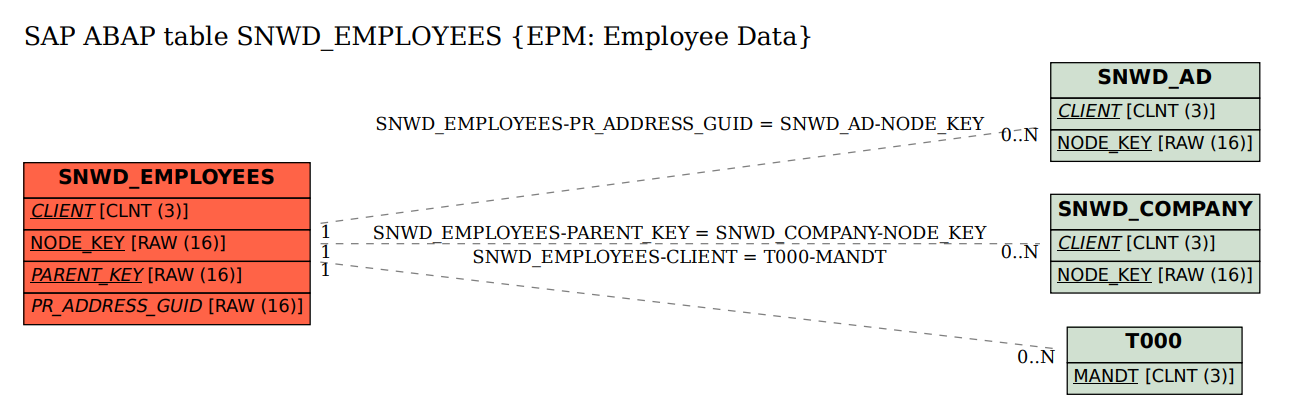 SAP ABAP table SNWD_EMPLOYEES {EPM: Employee Data}
SNWD_EMPLOYEES
CLIENT [CLNT (3)]
NODE_KEY [RAW (16)]
PARENT_KEY [RAW (16)]
PR_ADDRESS_GUID [RAW (16)]
SNWD_EMPLOYEES-PR_ADDRESS_GUID = SNWD_AD-NODE_KEY
1
0..N
SNWD_EMPLOYEES-PARENT_KEY = SNWD_COMPANY-NODE_KEY
1
0..N
SNWD_EMPLOYEES-CLIENT = T000-MANDT
1
0..N
SNWD_AD
CLIENT [CLNT (3)]
NODE_KEY [RAW (16)]
SNWD_COMPANY
CLIENT [CLNT (3)]
NODE_KEY [RAW (16)]
T000
MANDT [CLNT (3)]